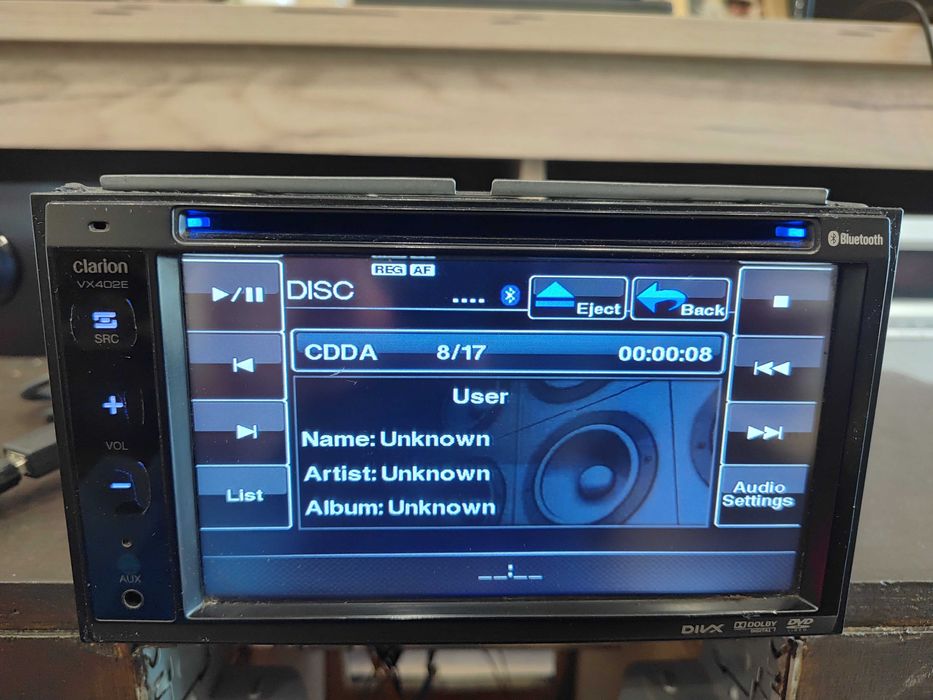 Bluetooth
clarion
VX402E
SRC
VOL
AUX
REG AF
DISC
Eject
Back
CDDA 8/17 00:00:08
User
Name: Unknown
Artist: Unknown
Album: Unknown
List
Audio
Settings
--:--
DIVX
DOLBY
DIGITAL
DVD